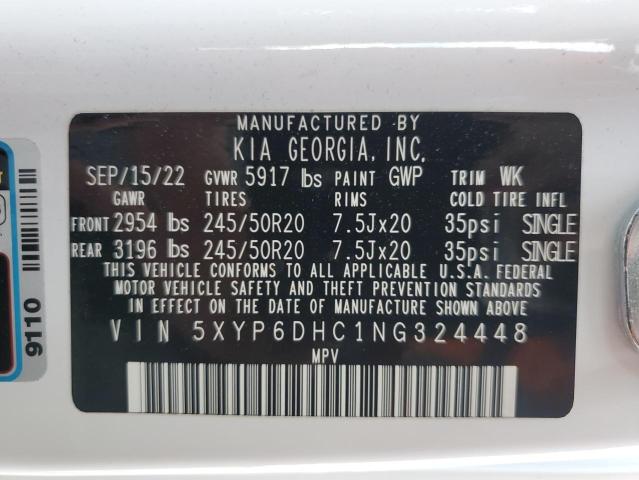 MANUFACTURED BY
KIA GEORGIA, INC.
SEP/15/22 GVWR 5917 lbs PAINT GWP TRIM WK
GAWR TIRES RIMS COLD TIRE INFL
FRONT 2954 lbs 245/50R20 7.5Jx20 35psi SINGLE
REAR 3196 lbs 245/50R20 7.5Jx20 35psi SINGLE
THIS VEHICLE CONFORMS TO ALL APPLICABLE U.S.A. FEDERAL
MOTOR VEHICLE SAFETY AND THEFT PREVENTION STANDARDS
IN EFFECT ON THE DATE OF MANUFACTURE SHOWN ABOVE
VIN 5XYP6DHC1NG324448
MPV
9110